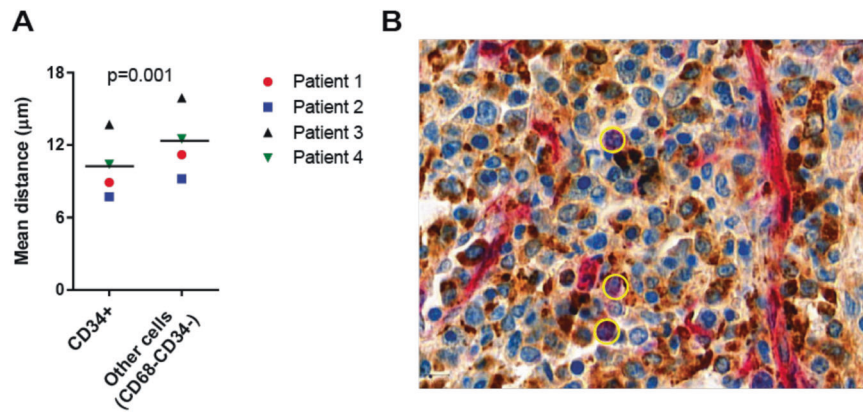 A
B
p=0.001
Mean distance (μm)
18
12
6
0
CD34+
Other cells
(CD68-CD34-)
Patient 1
Patient 2
Patient 3
Patient 4